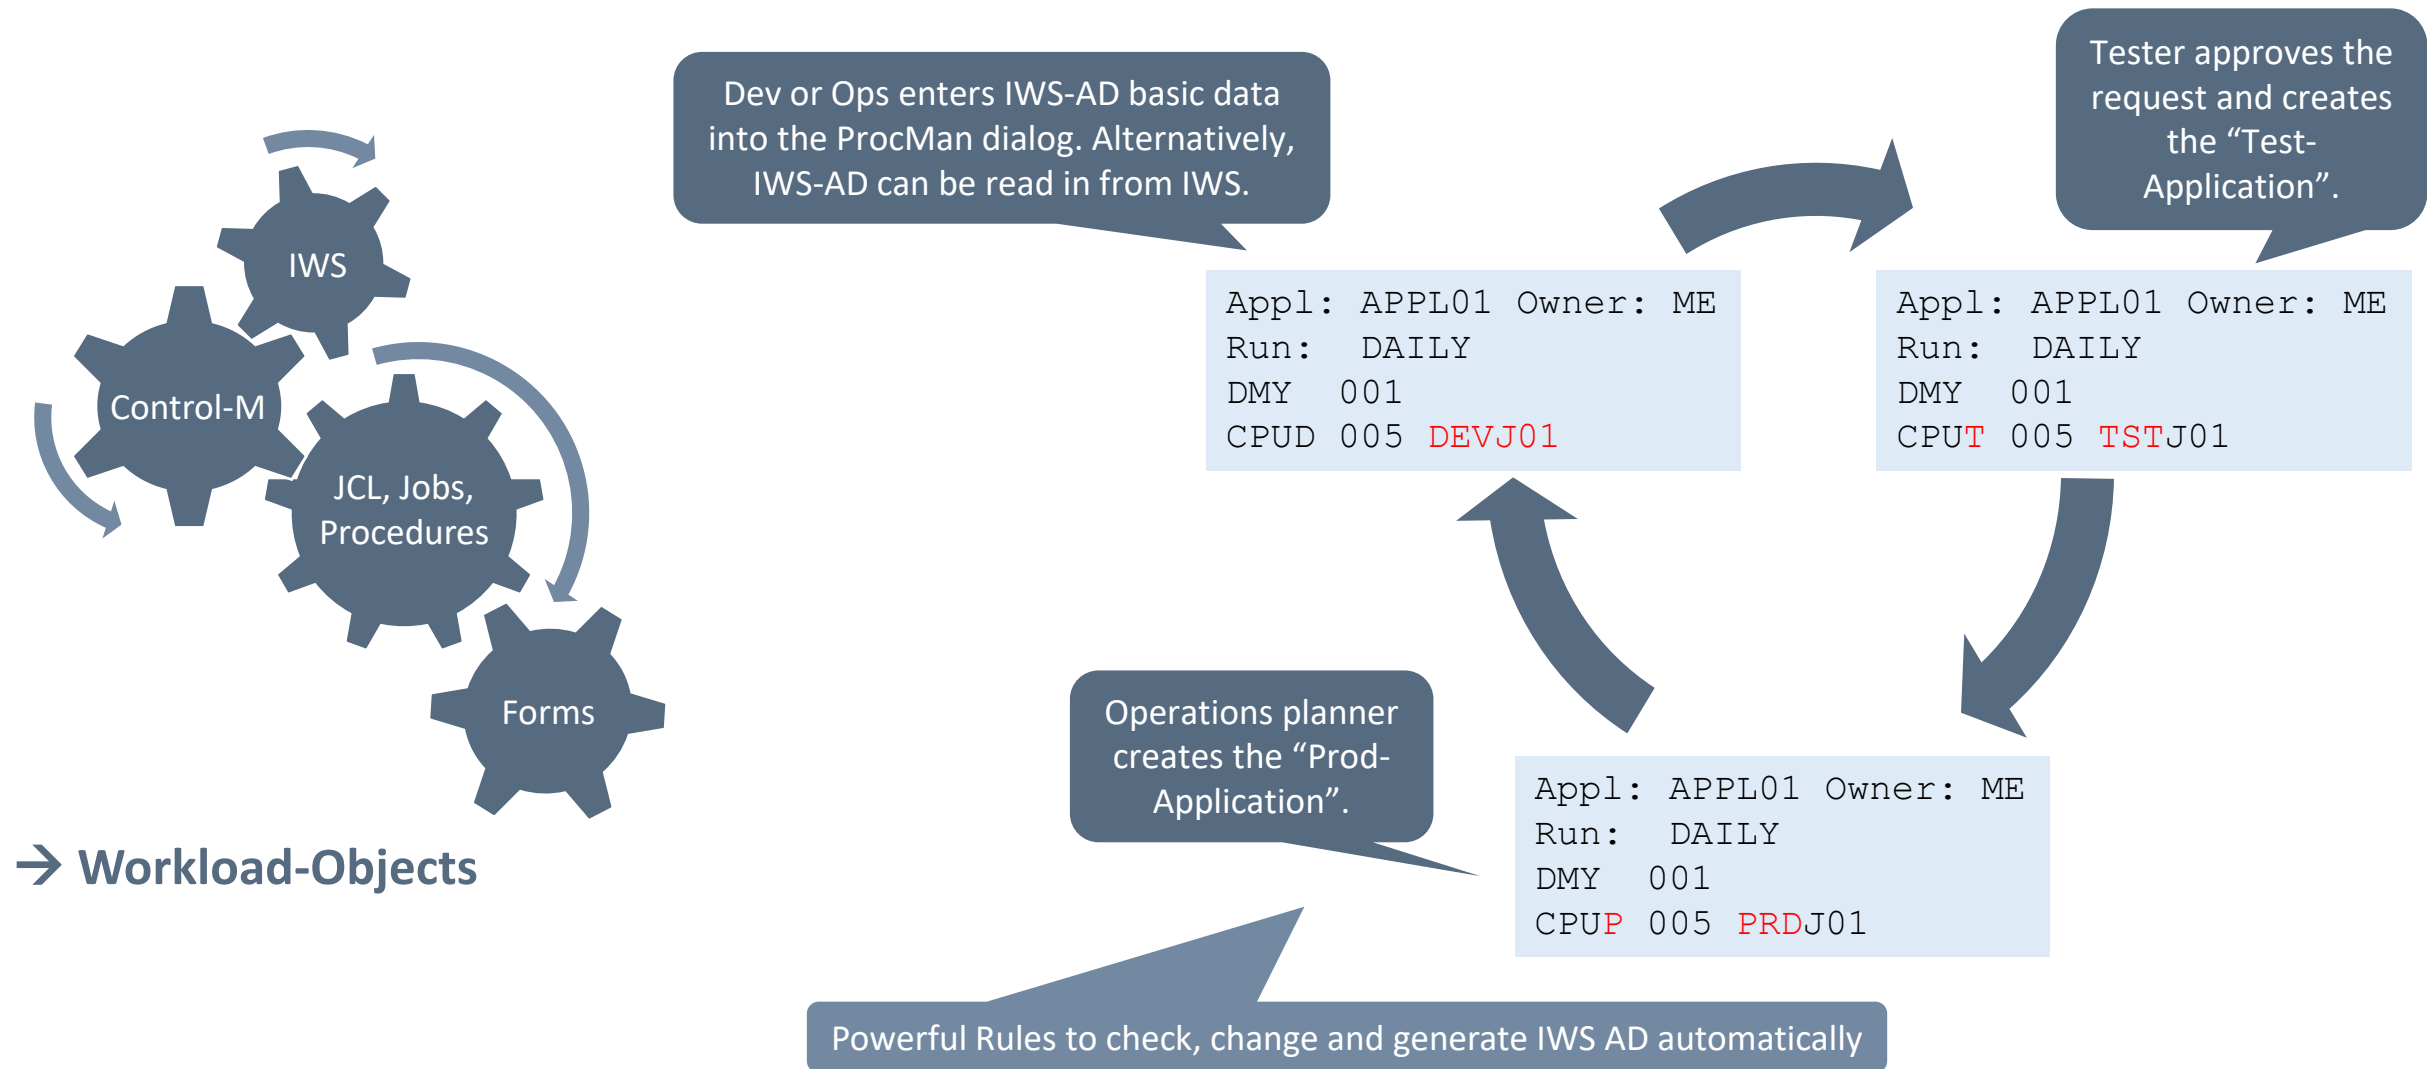 IWS
Control-M
JCL, Jobs,
Procedures
Forms
→ Workload-Objects
Dev or Ops enters IWS-AD basic data
into the ProcMan dialog. Alternatively,
IWS-AD can be read in from IWS.
Appl: APPL01 Owner: ME
Run:  DAILY
DMY  001
CPUD 005 DEVJ01
Tester approves the
request and creates
the “Test-
Application”.
Appl: APPL01 Owner: ME
Run:  DAILY
DMY  001
CPUT 005 TSTJ01
Operations planner
creates the “Prod-
Application”.
Appl: APPL01 Owner: ME
Run:  DAILY
DMY  001
CPUP 005 PRDJ01
Powerful Rules to check, change and generate IWS AD automatically